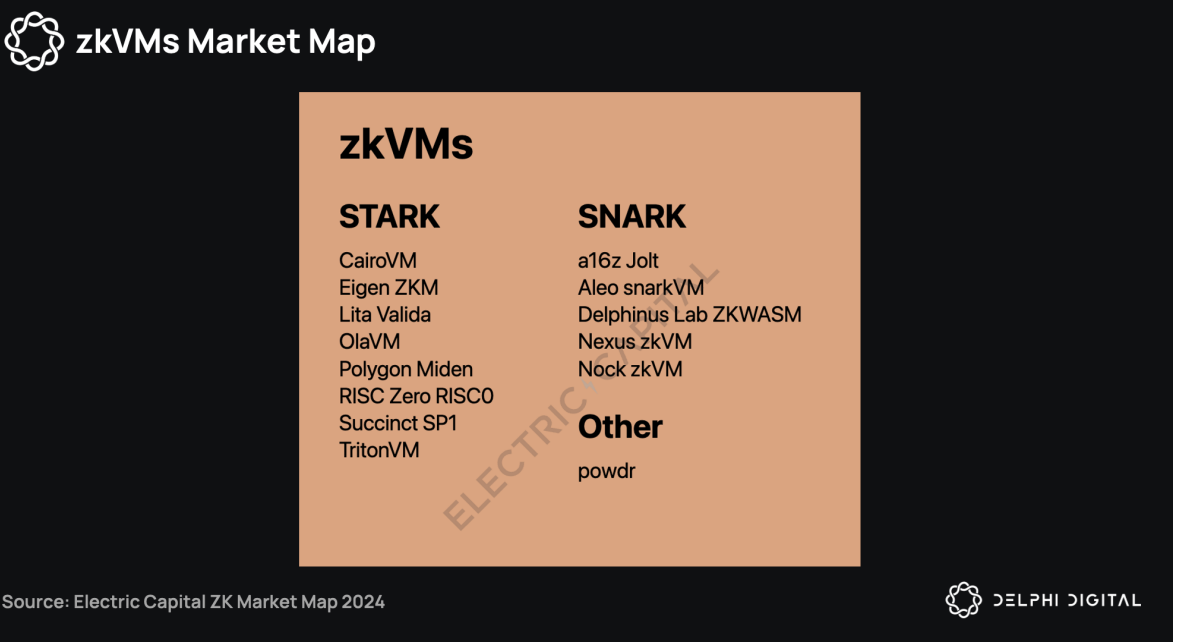 zkVMs Market Map
zkVMs
STARK
CairoVM
Eigen ZKM
Lita Valida
OlaVM
Polygon Miden
RISC Zero RISC0
Succinct SP1
TritonVM
SNARK
a16z Jolt
Aleo snarkVM
Delphinus Lab ZKWASM
Nexus zkVM
Nock zkVM
Other
powdr
ELECTRIC CAPITAL
Source: Electric Capital ZK Market Map 2024
DELPHI DIGITAL